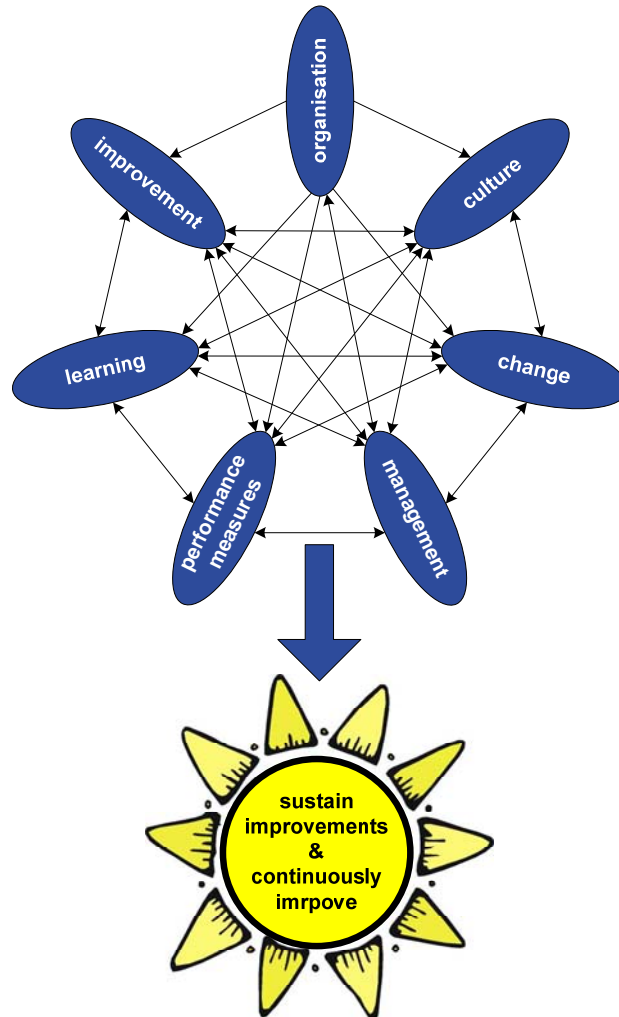 organisation
improvement
culture
learning
change
performance
measures
management
sustain
improvements
&
continuously
imrpove